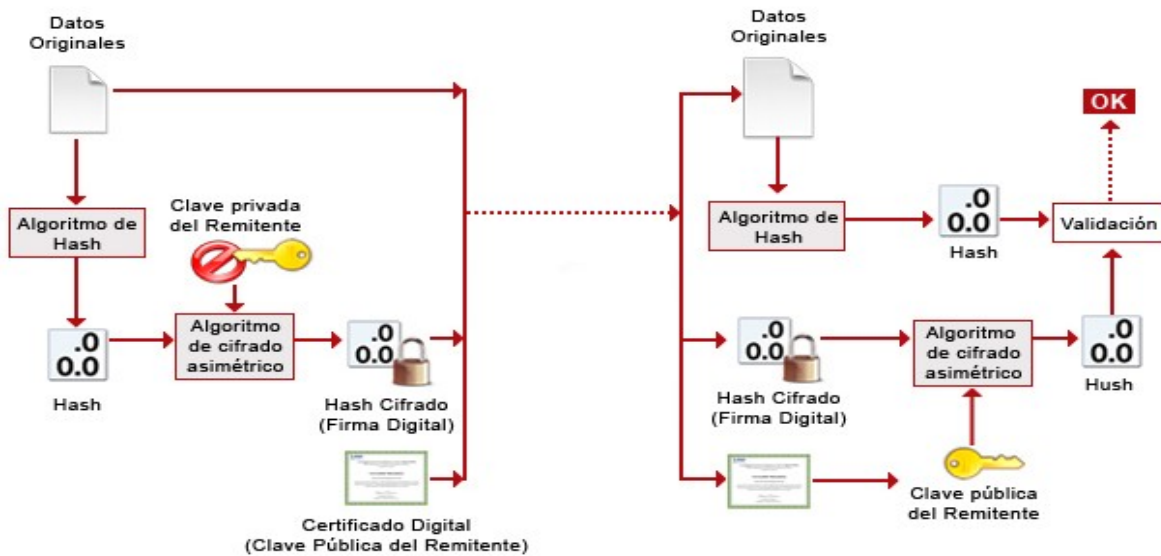 Datos
Originales
Algoritmo de
Hash
Clave privada
del Remitente
.0
0.0
Hash
Algoritmo
de cifrado
asimétrico
.0
0.0
Hash Cifrado
(Firma Digital)
Certificado Digital
(Clave Pública del Remitente)
Datos
Originales
OK
Algoritmo de
Hash
.0
0.0
Hash
Validación
.0
0.0
Hash Cifrado
(Firma Digital)
Algoritmo
de cifrado
asimétrico
.0
0.0
Hush
Clave pública
del Remitente